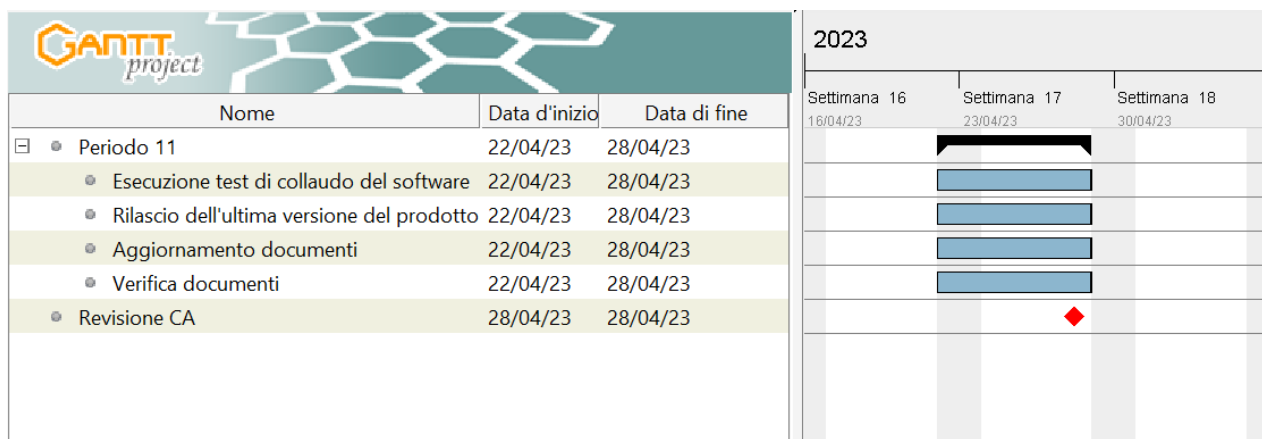 GANTT
project
2023
Settimana 16 Settimana 17 Settimana 18
16/04/23 23/04/23 30/04/23
Nome Data d'inizio Data di fine
Periodo 11 22/04/23 28/04/23
Esecuzione test di collaudo del software 22/04/23 28/04/23
Rilascio dell'ultima versione del prodotto 22/04/23 28/04/23
Aggiornamento documenti 22/04/23 28/04/23
Verifica documenti 22/04/23 28/04/23
Revisione CA 28/04/23 28/04/23